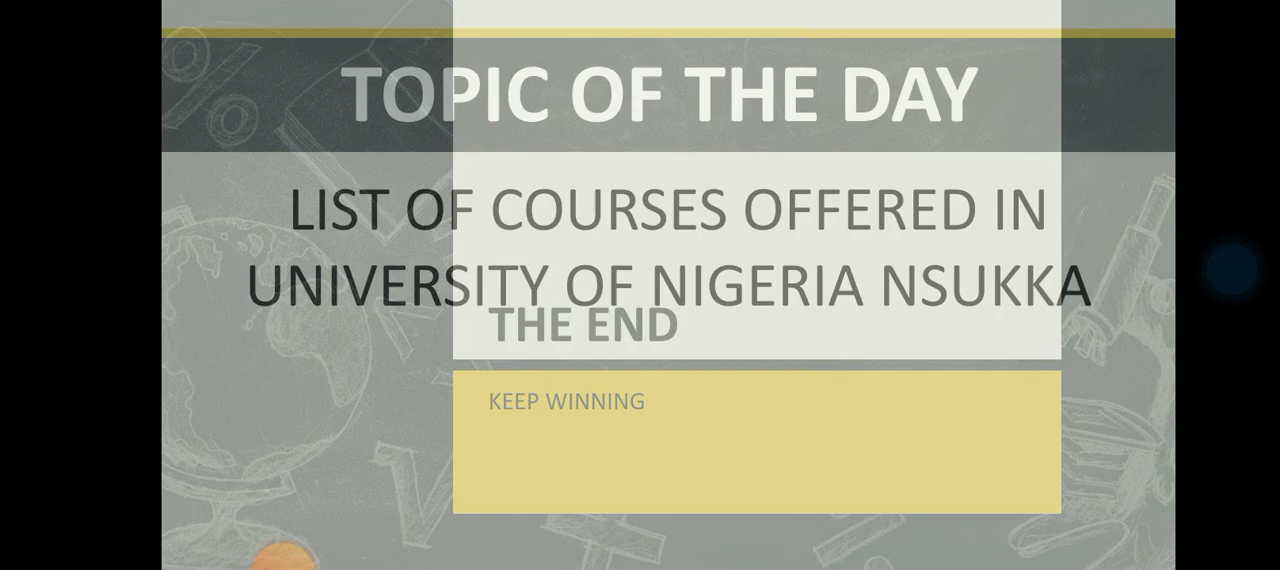 TOPIC OF THE DAY
LIST OF COURSES OFFERED IN
UNIVERSITY OF NIGERIA NSUKKA
THE END
KEEP WINNING